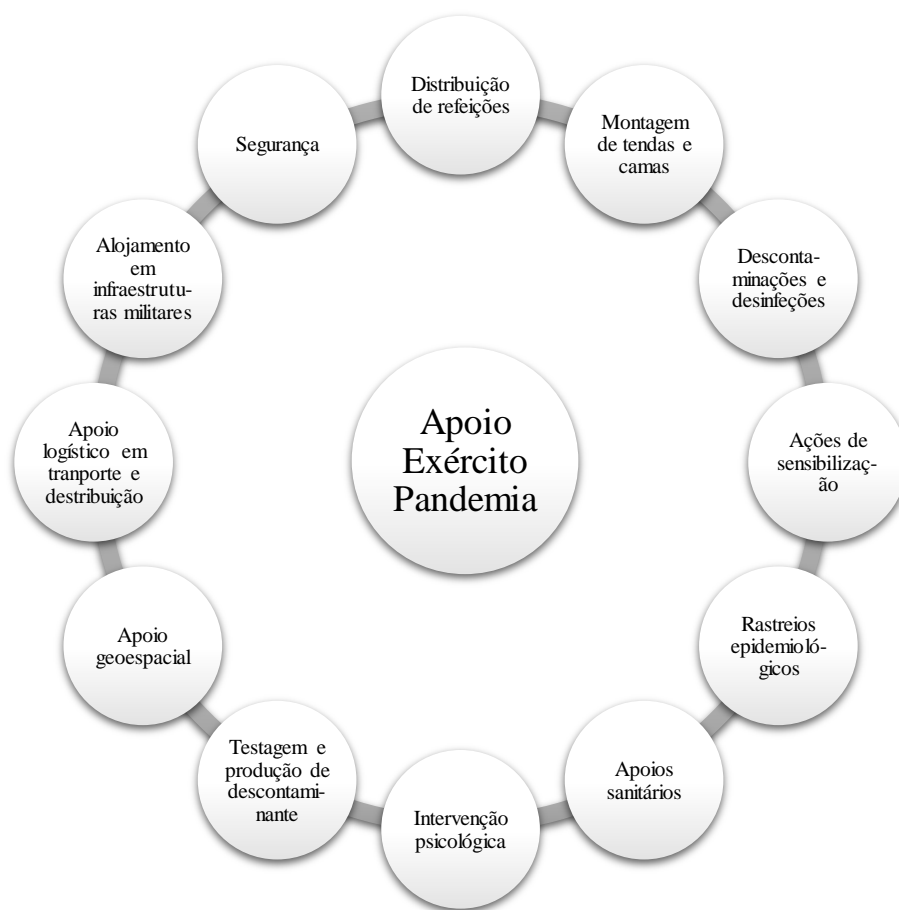 Distribuição
de refeições
Montagem
de tendas e
camas
Desconta-
minações e
desinfeções
Ações de
sensibilizaç-
ão
Rastreios
epidemioló-
gicos
Apoios
sanitários
Intervenção
psicológica
Testagem e
produção de
descontami-
nante
Apoio
geoespacial
Apoio
logístico em
tranporte e
destribuição
Alojamento
em
infraestrutu-
ras militares
Segurança
Apoio
Exército
Pandemia